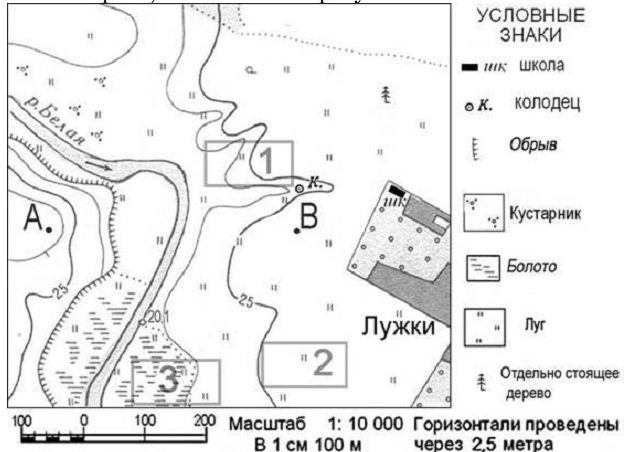 УСЛОВНЫЕ
ЗНАКИ
шк школа
к. колодец
Обрыв
Кустарник
Болото
Луг
Отдельно стоящее
дерево
р.Белая
1
к.
А
В
шк
25
25
20,1
Лужки
2
3
100 0 100 200
Масштаб 1: 10 000
В 1 см 100 м
Горизонтали проведены
через 2,5 метра